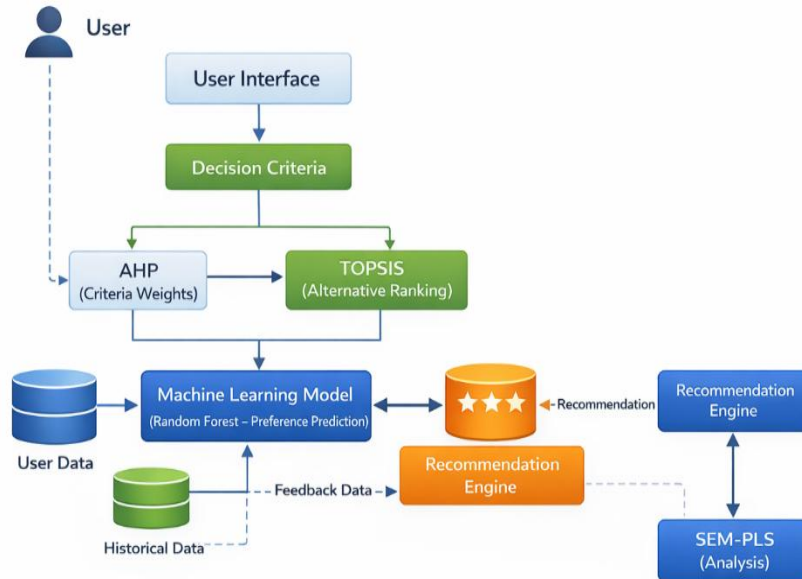 User
User Interface
Decision Criteria
AHP
(Criteria Weights)
TOPSIS
(Alternative Ranking)
Machine Learning Model
(Random Forest – Preference Prediction)
Recommendation
Recommendation
Engine
User Data
Recommendation
Engine
Feedback Data
Historical Data
SEM-PLS
(Analysis)